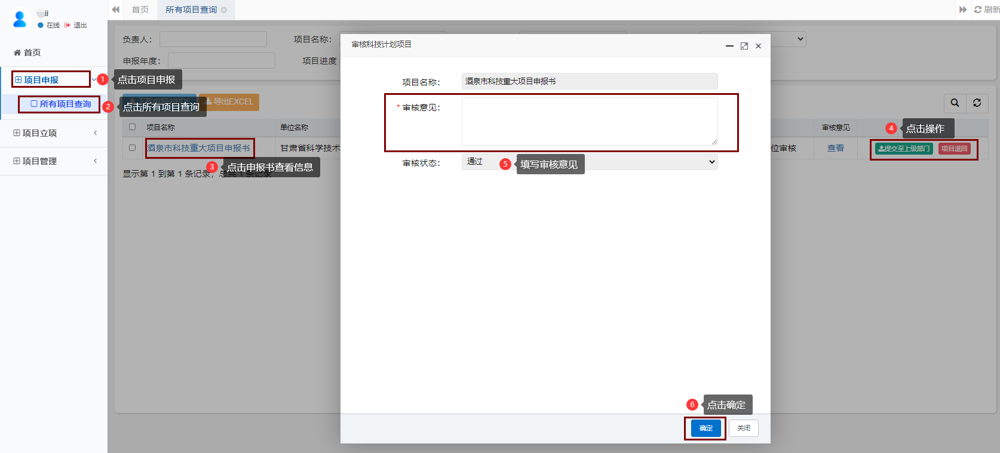 jj
在线 退出
首页
项目申报
所有项目查询
项目立项
项目管理
首页 所有项目查询 刷新
负责人： 项目名称：
申报年度： 项目进度
1 点击项目申报
2 点击所有项目查询
导出EXCEL
项目名称 单位名称 审核意见
酒泉市科技重大项目申报书 甘肃省科学技术 位审核 查看 提交至上级部门 项目退回
3 点击申报书查看信息
4 点击操作
显示第 1 到第 1 条记录，总共 1 条记录
审核科技计划项目
项目名称： 酒泉市科技重大项目申报书
* 审核意见：
审核状态： 通过
5 填写审核意见
6 点击确定
确定 关闭